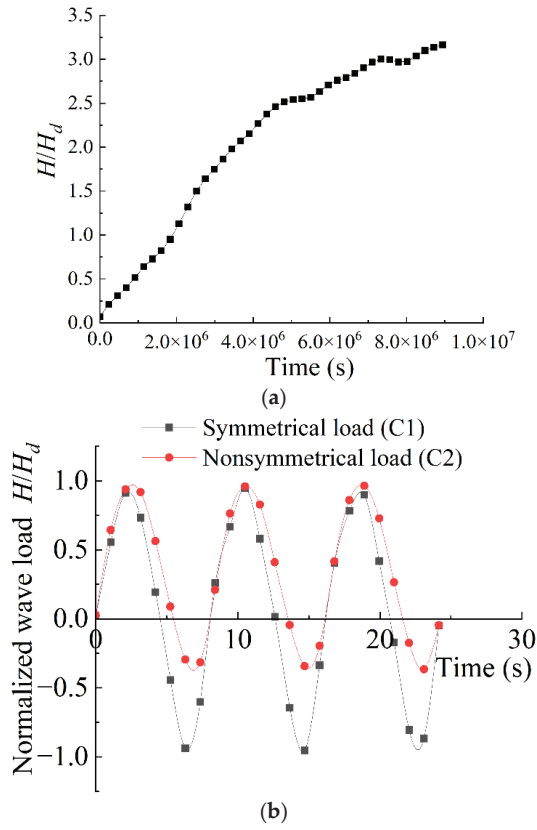 H/H_d
3.5
3.0
2.5
2.0
1.5
1.0
0.5
0.0
0.0 2.0×10⁶ 4.0×10⁶ 6.0×10⁶ 8.0×10⁶ 1.0×10⁷
Time (s)
(a)
Symmetrical load (C1)
Nonsymmetrical load (C2)
Normalized wave load H/H_d
1.0
0.5
0.0
−0.5
−1.0
0 10 20 30
Time (s)
(b)